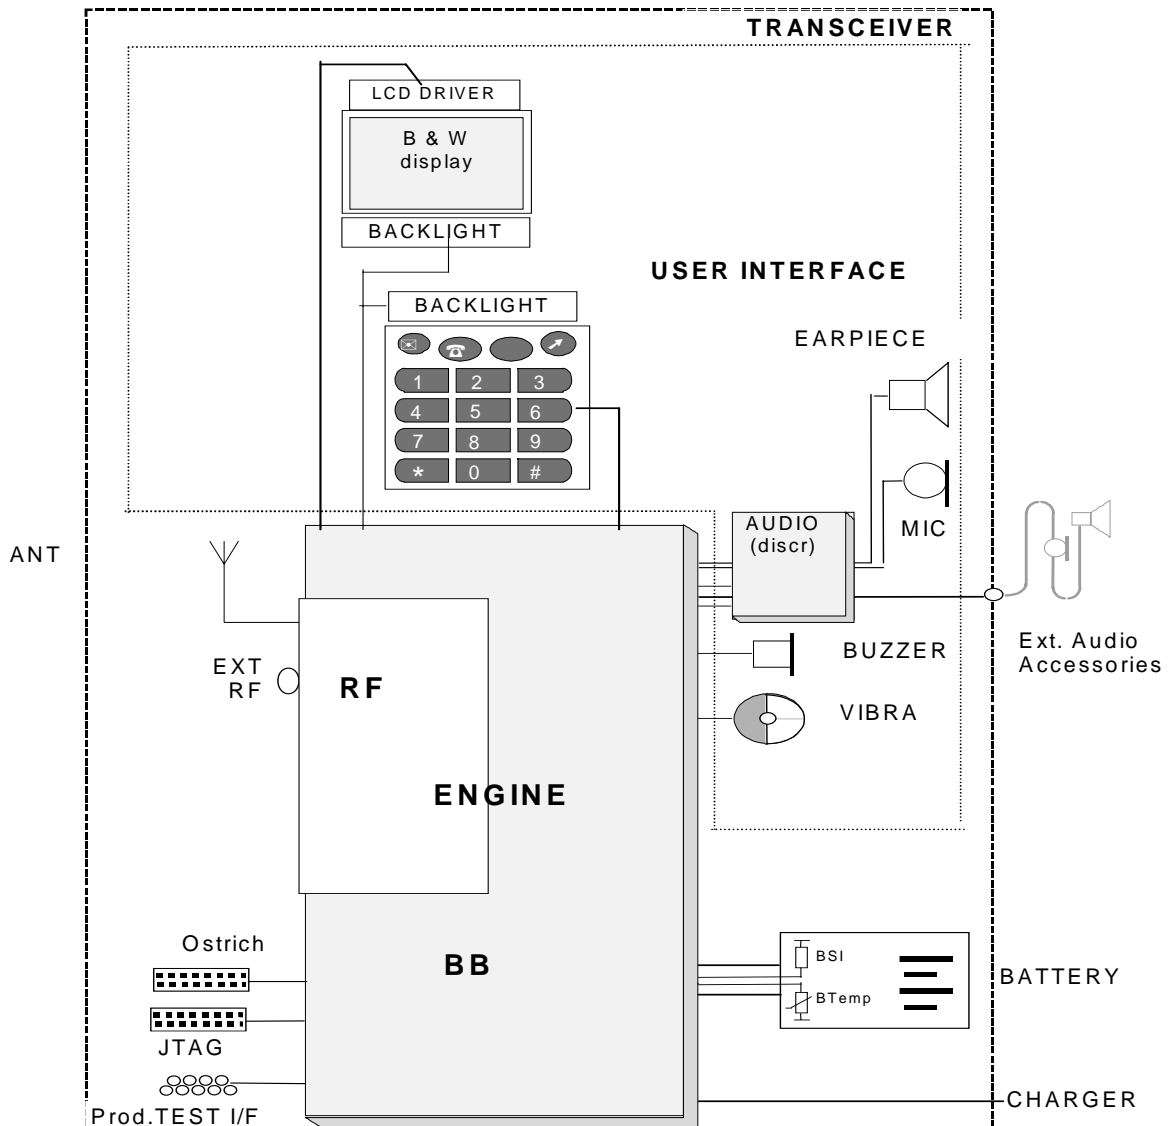 TRANSCEIVER
LCD DRIVER
B & W
display
BACKLIGHT
USER INTERFACE
BACKLIGHT
EARPIECE
1 2 3
4 5 6
7 8 9
* 0 #
AUDIO
(discr)
MIC
ANT
Ext. Audio
Accessories
BUZZER
EXT
RF
RF
VIBRA
ENGINE
Ostrich
BB
BSI
BATTERY
BTemp
JTAG
CHARGER
Prod.TEST I/F